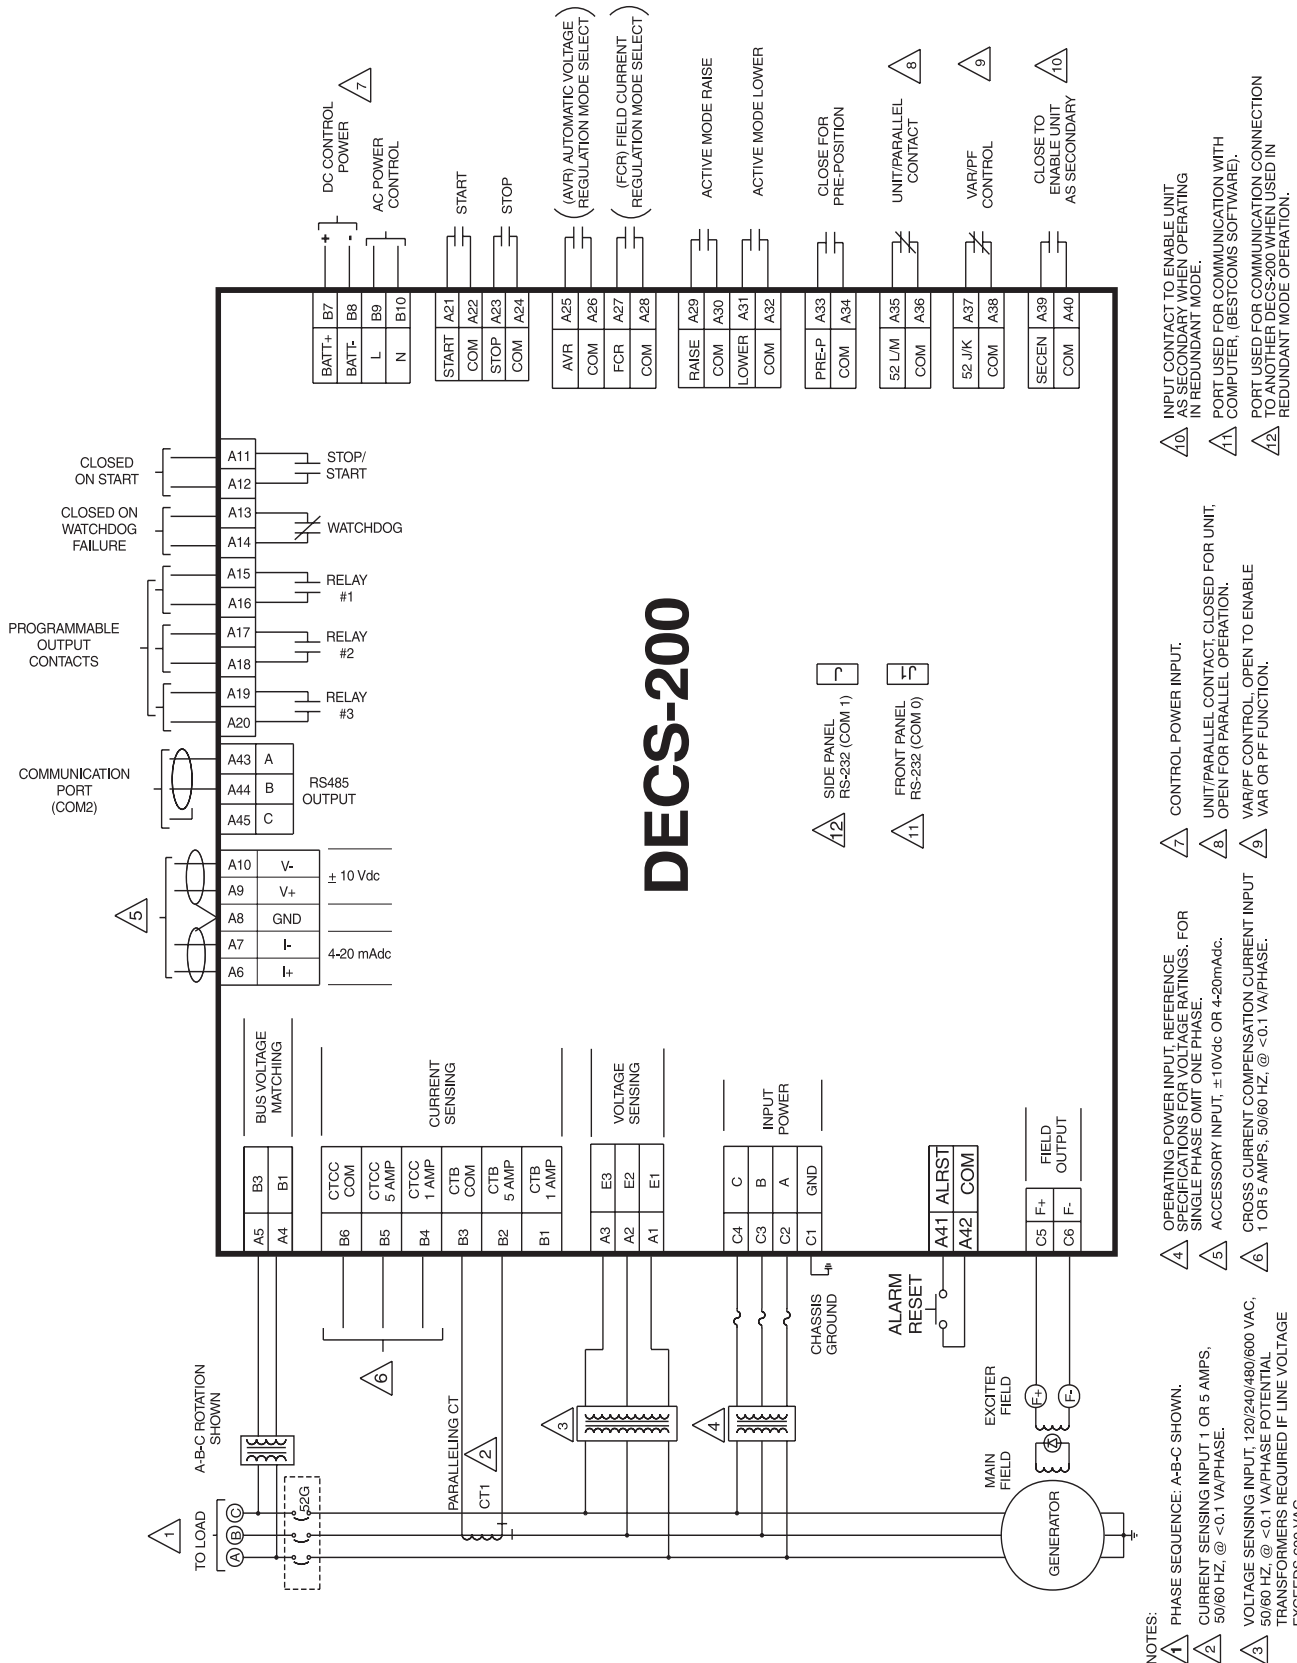 1
TO LOAD
A
B
C
A-B-C ROTATION
SHOWN
52G
PARALLELING CT
CT1
2
3
4
6
MAIN
FIELD
EXCITER
FIELD
F+
F-
GENERATOR
CHASSIS
GROUND
ALARM
RESET
A5 B3
A4 B1
BUS VOLTAGE
MATCHING
B6 CTCC COM
B5 CTCC 5 AMP
B4 CTCC 1 AMP
B3 CTB COM
B2 CTB 5 AMP
B1 CTB 1 AMP
CURRENT
SENSING
A3 E3
A2 E2
A1 E1
VOLTAGE
SENSING
C4 C
C3 B
C2 A
C1 GND
INPUT
POWER
A41 ALRST
A42 COM
C5 F+
C6 F-
FIELD
OUTPUT
5
A6 I+
A7 I-
A8 GND
A9 V+
A10 V-
4-20 mAdc
± 10 Vdc
COMMUNICATION
PORT
(COM2)
A45 C
A44 B
A43 A
RS485
OUTPUT
PROGRAMMABLE
OUTPUT
CONTACTS
A20
A19
RELAY
#3
A18
A17
RELAY
#2
A16
A15
RELAY
#1
CLOSED ON
WATCHDOG
FAILURE
A14
A13
WATCHDOG
CLOSED
ON START
A12
A11
STOP/
START
DECS-200
12
SIDE PANEL
RS-232 (COM 1)
J
11
FRONT PANEL
RS-232 (COM 0)
J1
BATT+ B7
BATT- B8
L B9
N B10
+
-
DC CONTROL
POWER
7
AC POWER
CONTROL
START A21
COM A22
START
STOP A23
COM A24
STOP
AVR A25
COM A26
(AVR) AUTOMATIC VOLTAGE
REGULATION MODE SELECT
FCR A27
COM A28
(FCR) FIELD CURRENT
REGULATION MODE SELECT
RAISE A29
COM A30
ACTIVE MODE RAISE
LOWER A31
COM A32
ACTIVE MODE LOWER
PRE-P A33
COM A34
CLOSE FOR
PRE-POSITION
52 L/M A35
COM A36
UNIT/PARALLEL
CONTACT
8
52 J/K A37
COM A38
VAR/PF
CONTROL
9
SECEN A39
COM A40
CLOSE TO
ENABLE UNIT
AS SECONDARY
10
NOTES:
1 PHASE SEQUENCE: A-B-C SHOWN.
2 CURRENT SENSING INPUT 1 OR 5 AMPS,
50/60 HZ, @ <0.1 VA/PHASE.
3 VOLTAGE SENSING INPUT, 120/240/480/600 VAC,
50/60 HZ, @ <0.1 VA/PHASE POTENTIAL
TRANSFORMERS REQUIRED IF LINE VOLTAGE
4 OPERATING POWER INPUT, REFERENCE
SPECIFICATIONS FOR VOLTAGE RATINGS. FOR
SINGLE PHASE OMIT ONE PHASE.
5 ACCESSORY INPUT, ±10Vdc OR 4-20mAdc.
6 CROSS CURRENT COMPENSATION CURRENT INPUT
1 OR 5 AMPS, 50/60 HZ, @ <0.1 VA/PHASE.
7 CONTROL POWER INPUT.
8 UNIT/PARALLEL CONTACT, CLOSED FOR UNIT,
OPEN FOR PARALLEL OPERATION.
9 VAR/PF CONTROL, OPEN TO ENABLE
VAR OR PF FUNCTION.
10 INPUT CONTACT TO ENABLE UNIT
AS SECONDARY WHEN OPERATING
IN REDUNDANT MODE.
11 PORT USED FOR COMMUNICATION WITH
COMPUTER, (BESTCOMS SOFTWARE).
12 PORT USED FOR COMMUNICATION CONNECTION
TO ANOTHER DECS-200 WHEN USED IN
REDUNDANT MODE OPERATION.